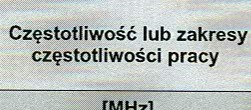 Częstotliwość lub zakresy
częstotliwości pracy
[MHz]